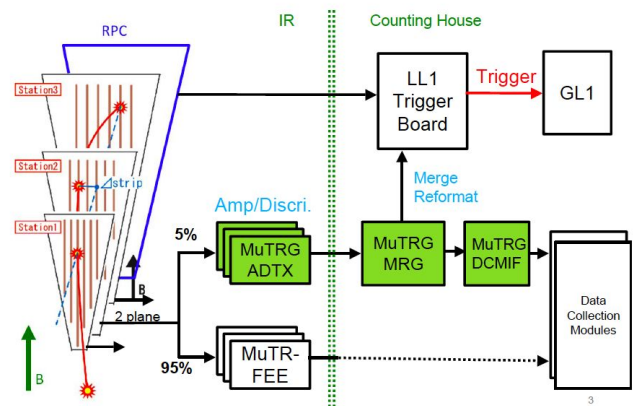 IR
Counting House
RPC
Station3
Station2
⊿strip
Station1
LL1
Trigger
Board
Trigger
GL1
Merge
Reformat
Amp/Discri.
5%
MuTRG
ADTX
MuTRG
MRG
MuTRG
DCMIF
B
2 plane
95%
MuTR-
FEE
Data
Collection
Modules
B
3